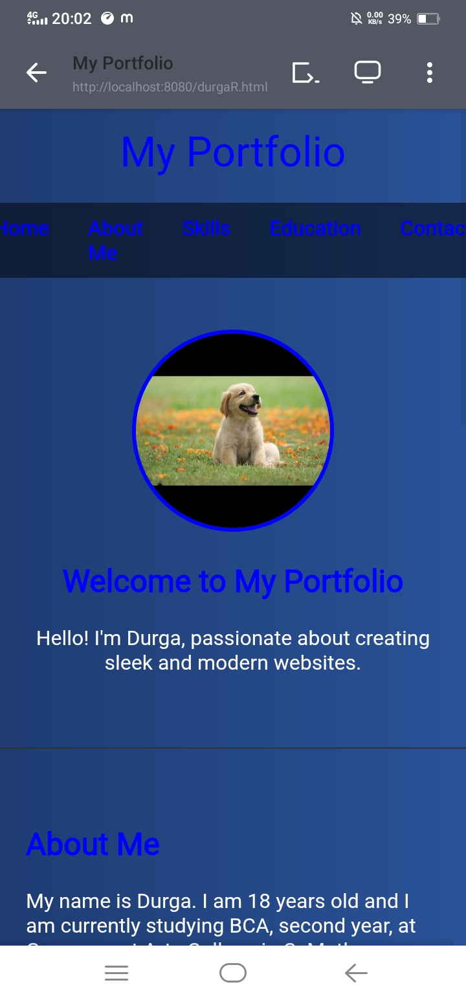 4G 20:02 m 0.00 KB/s 39%
My Portfolio
http://localhost:8080/durgaR.html
My Portfolio
Home About Me Skills Education Contac
Welcome to My Portfolio
Hello! I'm Durga, passionate about creating
sleek and modern websites.
About Me
My name is Durga. I am 18 years old and I
am currently studying BCA, second year, at